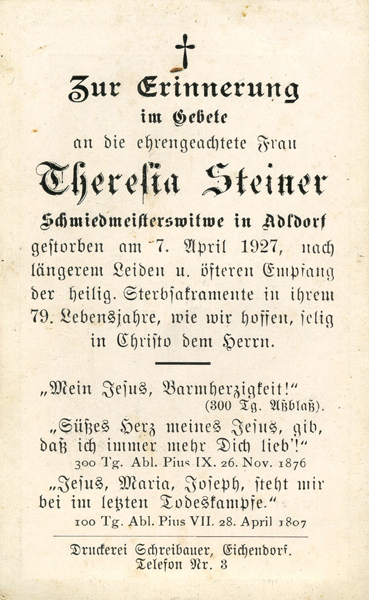 Zur Erinnerung
im Gebete
an die ehrengeachtete Frau
Theresia Steiner
Schmiedmeisterswitwe in Adldorf
gestorben am 7. April 1927, nach
längerem Leiden u. öfteren Empfang
der heilig. Sterbsakramente in ihrem
79. Lebensjahre, wie wir hoffen, selig
in Christo dem Herrn.
„Mein Jesus, Barmherzigkeit!“
(300 Tg. Aßblaß).
„Süßes Herz meines Jesus, gib,
daß ich immer mehr Dich lieb'!“
300 Tg. Abl. Pius IX. 26. Nov. 1876
„Jesus, Maria, Joseph, steht mir
bei im letzten Todeskampfe.“
100 Tg. Abl. Pius VII. 28. April 1807
Druckerei Schreibauer, Eichendorf.
Telefon Nr. 3